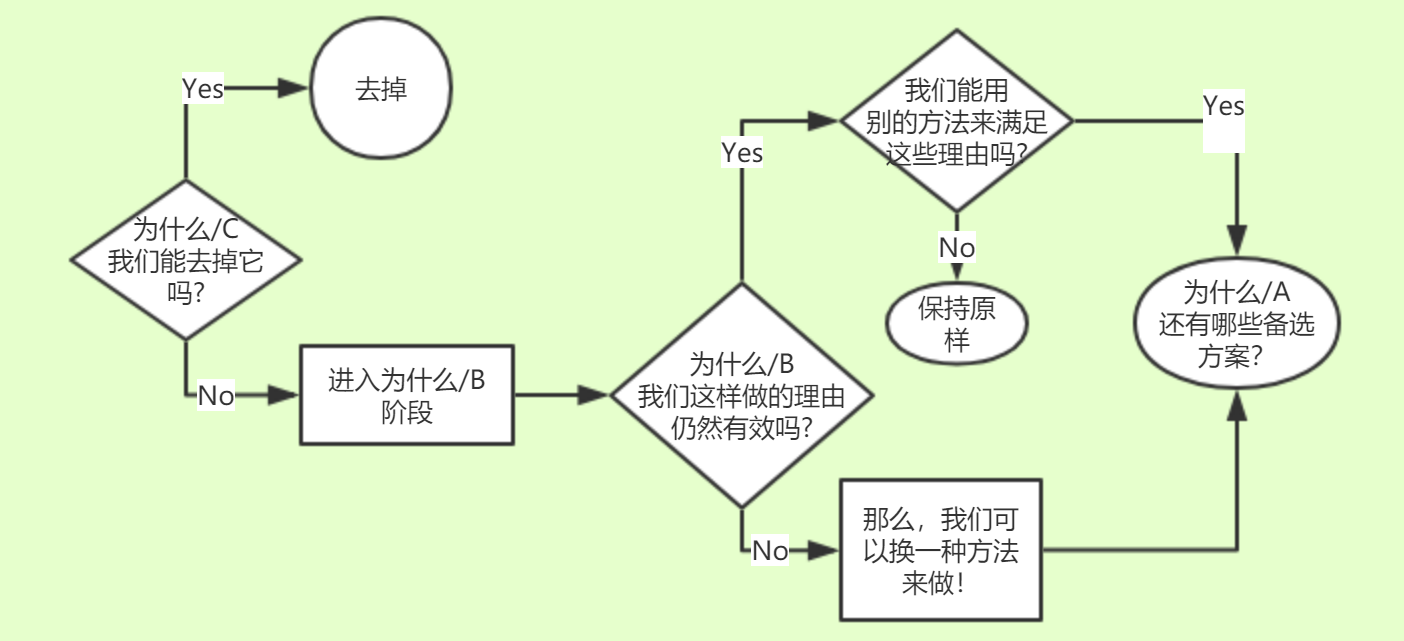 Yes
去掉
为什么/C
我们能去掉它
吗?
No
进入为什么/B
阶段
为什么/B
我们这样做的理由
仍然有效吗?
Yes
我们能用
别的方法来满足
这些理由吗?
Yes
No
保持原
样
为什么/A
还有哪些备选
方案?
No
那么，我们可
以换一种方法
来做！